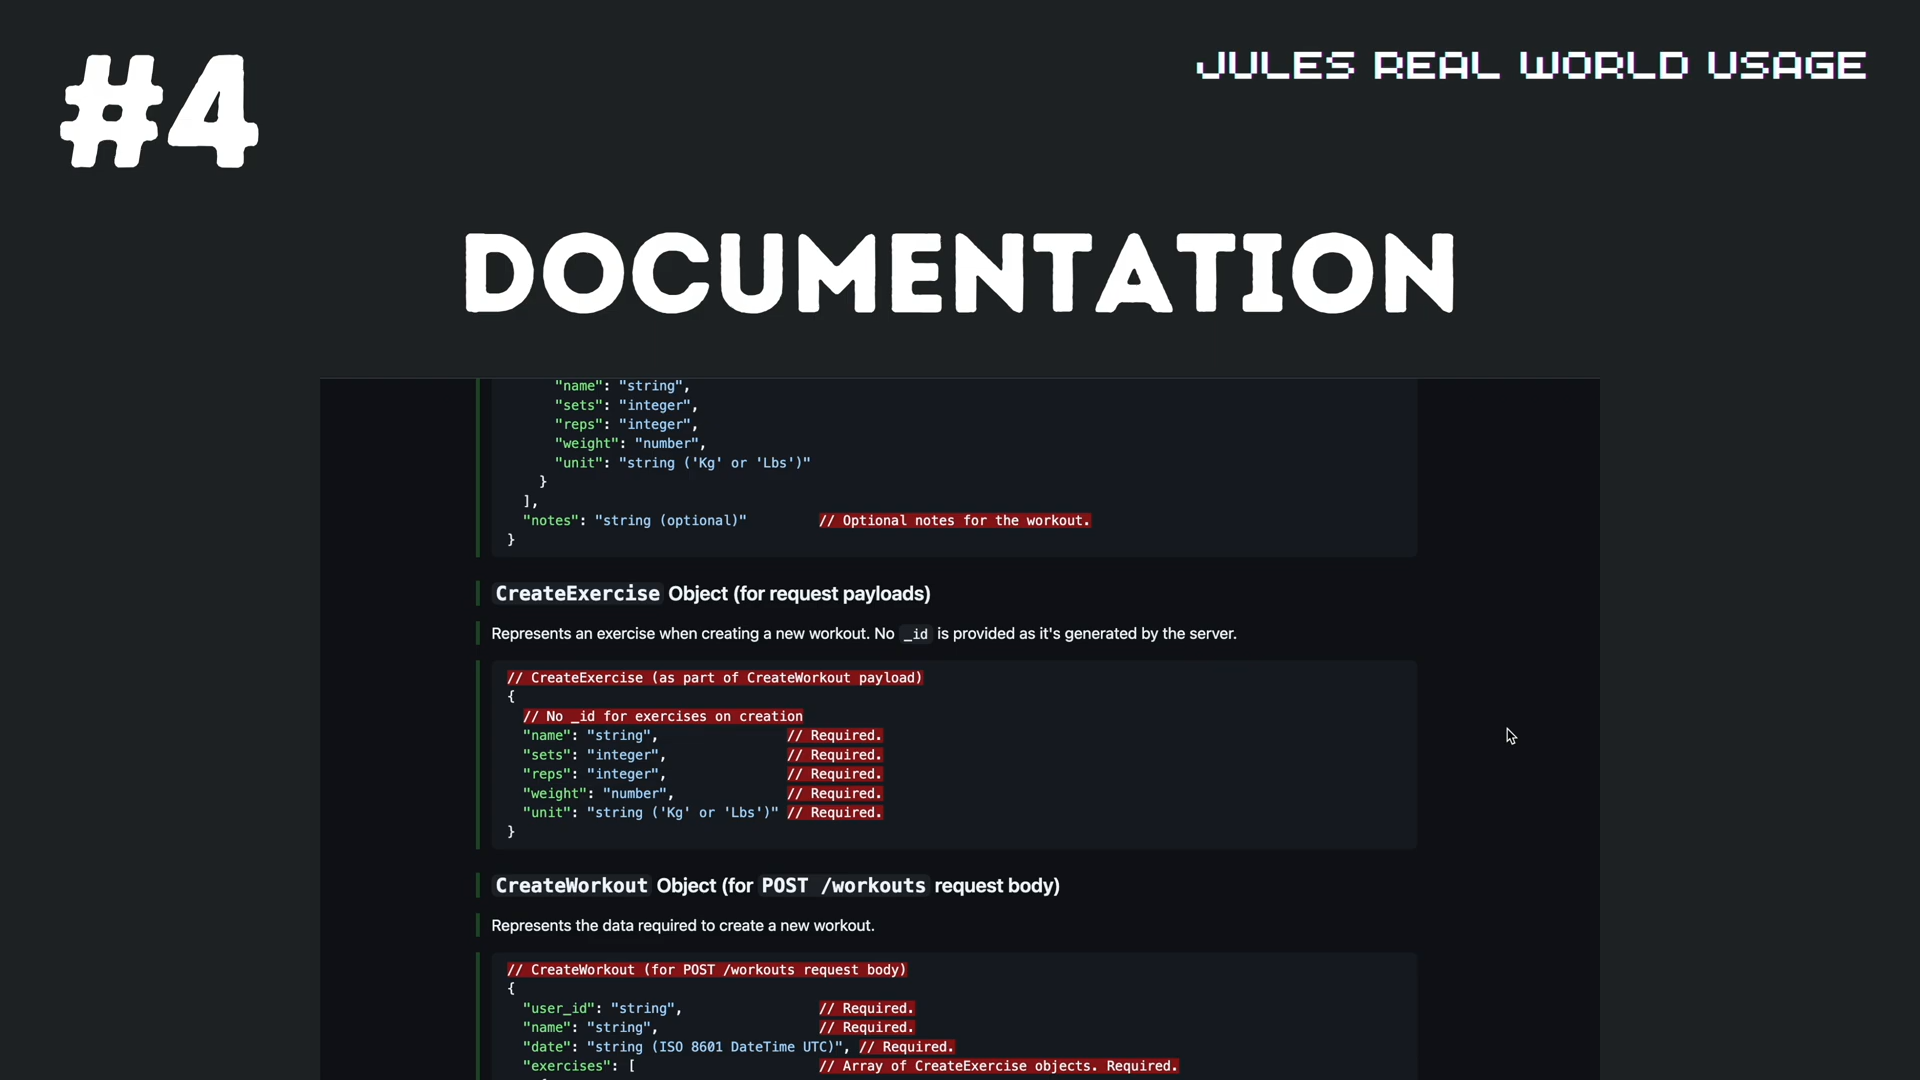 #4
JULES REAL WORLD USAGE
DOCUMENTATION
"name": "string",
"sets": "integer",
"reps": "integer",
"weight": "number",
"unit": "string ('Kg' or 'Lbs')"
}
],
"notes": "string (optional)" // Optional notes for the workout.
}
CreateExercise Object (for request payloads)
Represents an exercise when creating a new workout. No _id is provided as it's generated by the server.
// CreateExercise (as part of CreateWorkout payload)
{
// No _id for exercises on creation
"name": "string", // Required.
"sets": "integer", // Required.
"reps": "integer", // Required.
"weight": "number", // Required.
"unit": "string ('Kg' or 'Lbs')" // Required.
}
CreateWorkout Object (for POST /workouts request body)
Represents the data required to create a new workout.
// CreateWorkout (for POST /workouts request body)
{
"user_id": "string", // Required.
"name": "string", // Required.
"date": "string (ISO 8601 DateTime UTC)", // Required.
"exercises": [ // Array of CreateExercise objects. Required.